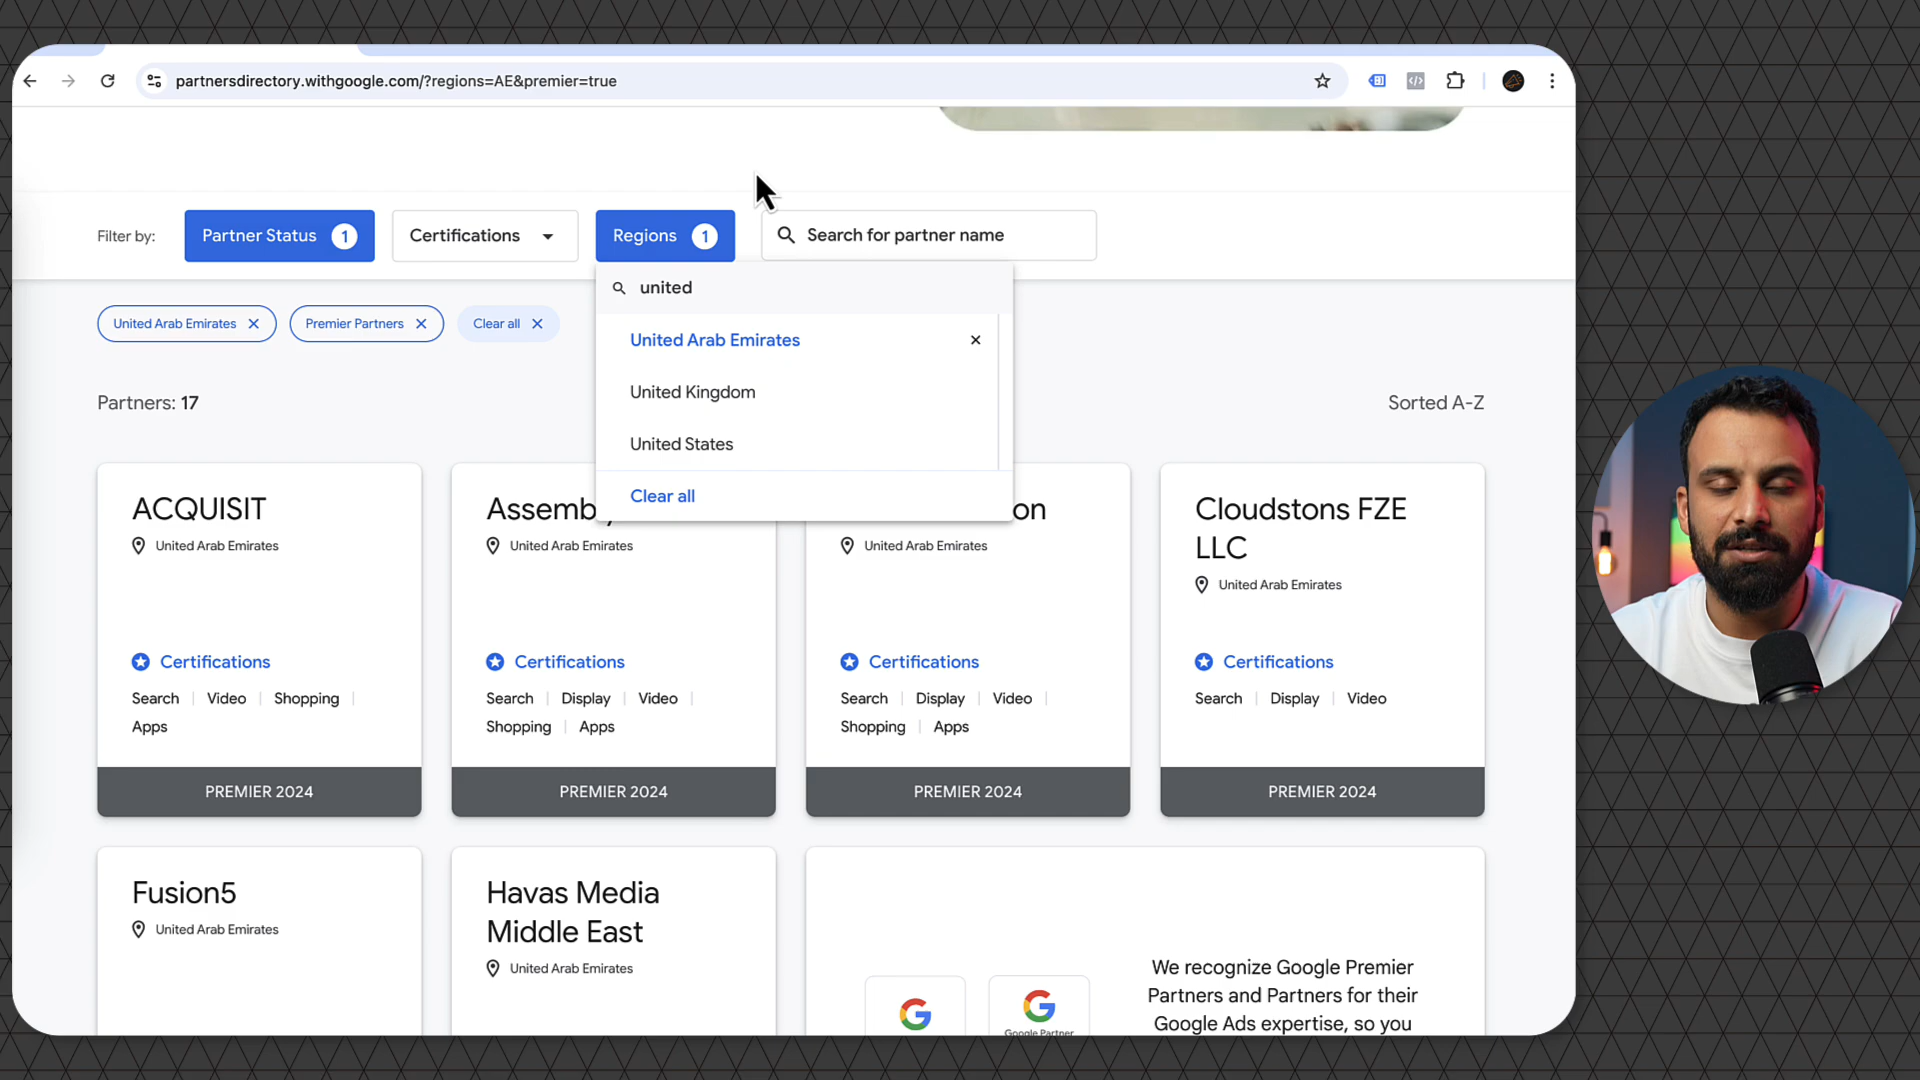 partnersdirectory.withgoogle.com/?regions=AE&premier=true
Filter by:
Partner Status 1
Certifications
Regions 1
Search for partner name
united
United Arab Emirates
United Kingdom
United States
Clear all
United Arab Emirates
Premier Partners
Clear all
Partners: 17
Sorted A-Z
ACQUISIT
United Arab Emirates
Certifications
Search | Video | Shopping |
Apps
PREMIER 2024
Assemb
United Arab Emirates
Certifications
Search | Display | Video |
Shopping | Apps
PREMIER 2024
on
United Arab Emirates
Certifications
Search | Display | Video |
Shopping | Apps
PREMIER 2024
Cloudstons FZE
LLC
United Arab Emirates
Certifications
Search | Display | Video
PREMIER 2024
Fusion5
United Arab Emirates
Havas Media
Middle East
United Arab Emirates
Google Partner
We recognize Google Premier
Partners and Partners for their
Google Ads expertise, so you